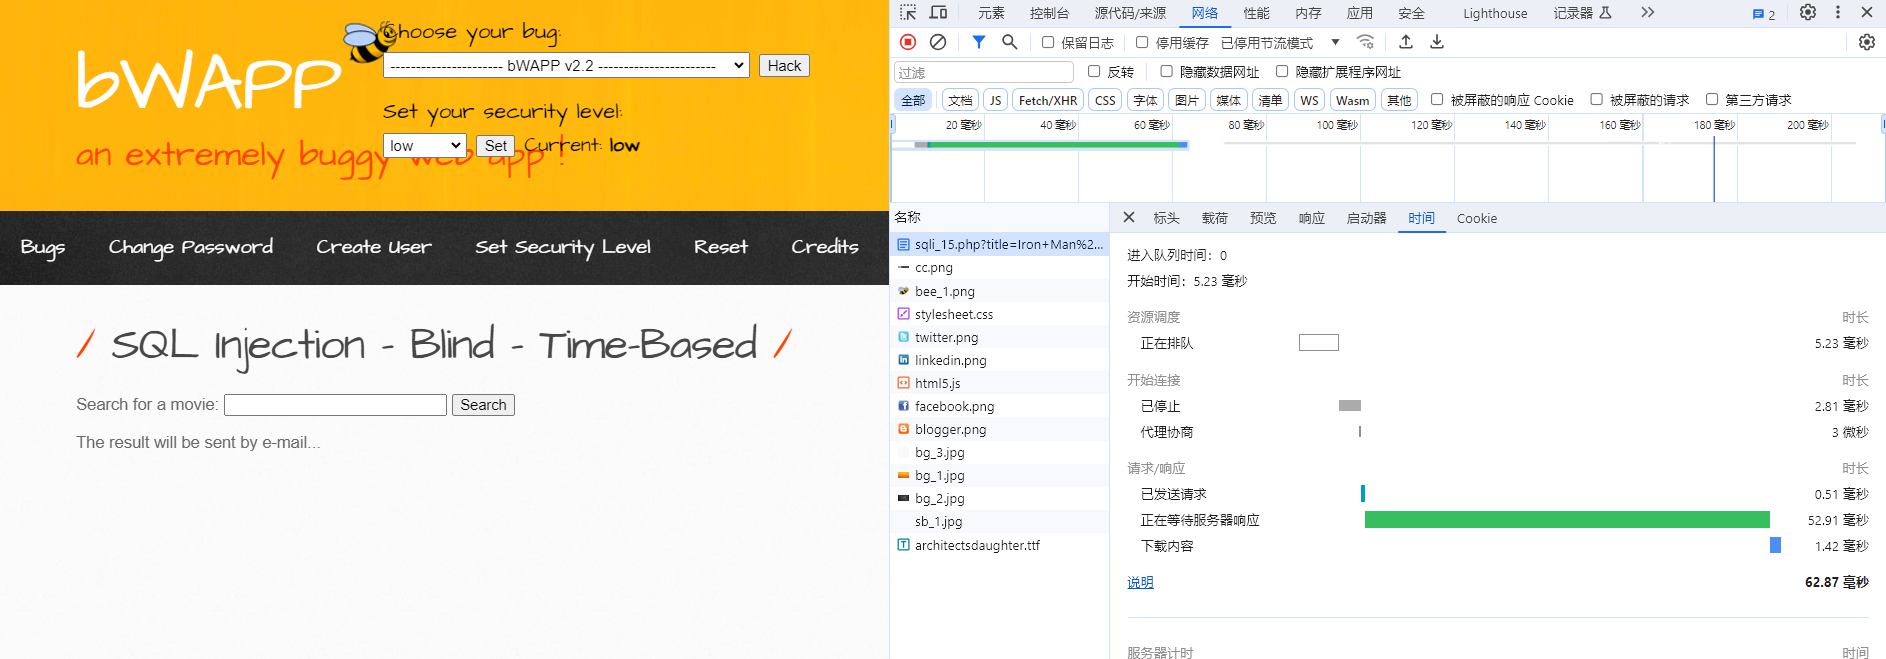 bWAPP
an extremely buggy web app !
Choose your bug:
---------------------- bWAPP v2.2 -----------------------
Hack
Set your security level:
low
Set
Current: low
Bugs
Change Password
Create User
Set Security Level
Reset
Credits
/ SQL Injection - Blind - Time-Based /
Search for a movie:
Search
The result will be sent by e-mail...
元素
控制台
源代码/来源
网络
性能
内存
应用
安全
Lighthouse
记录器
2
保留日志
停用缓存
已停用节流模式
过滤
反转
隐藏数据网址
隐藏扩展程序网址
全部
文档
JS
Fetch/XHR
CSS
字体
图片
媒体
清单
WS
Wasm
其他
被屏蔽的响应 Cookie
被屏蔽的请求
第三方请求
20 毫秒
40 毫秒
60 毫秒
80 毫秒
100 毫秒
120 毫秒
140 毫秒
160 毫秒
180 毫秒
200 毫秒
名称
sqli_15.php?title=Iron+Man%2...
cc.png
bee_1.png
stylesheet.css
twitter.png
linkedin.png
html5.js
facebook.png
blogger.png
bg_3.jpg
bg_1.jpg
bg_2.jpg
sb_1.jpg
architectsdaughter.ttf
标头
载荷
预览
响应
启动器
时间
Cookie
进入队列时间：0
开始时间：5.23 毫秒
资源调度 时长
正在排队 5.23 毫秒
开始连接 时长
已停止 2.81 毫秒
代理协商 3 微秒
请求/响应 时长
已发送请求 0.51 毫秒
正在等待服务器响应 52.91 毫秒
下载内容 1.42 毫秒
说明 62.87 毫秒
服务器计时 时间